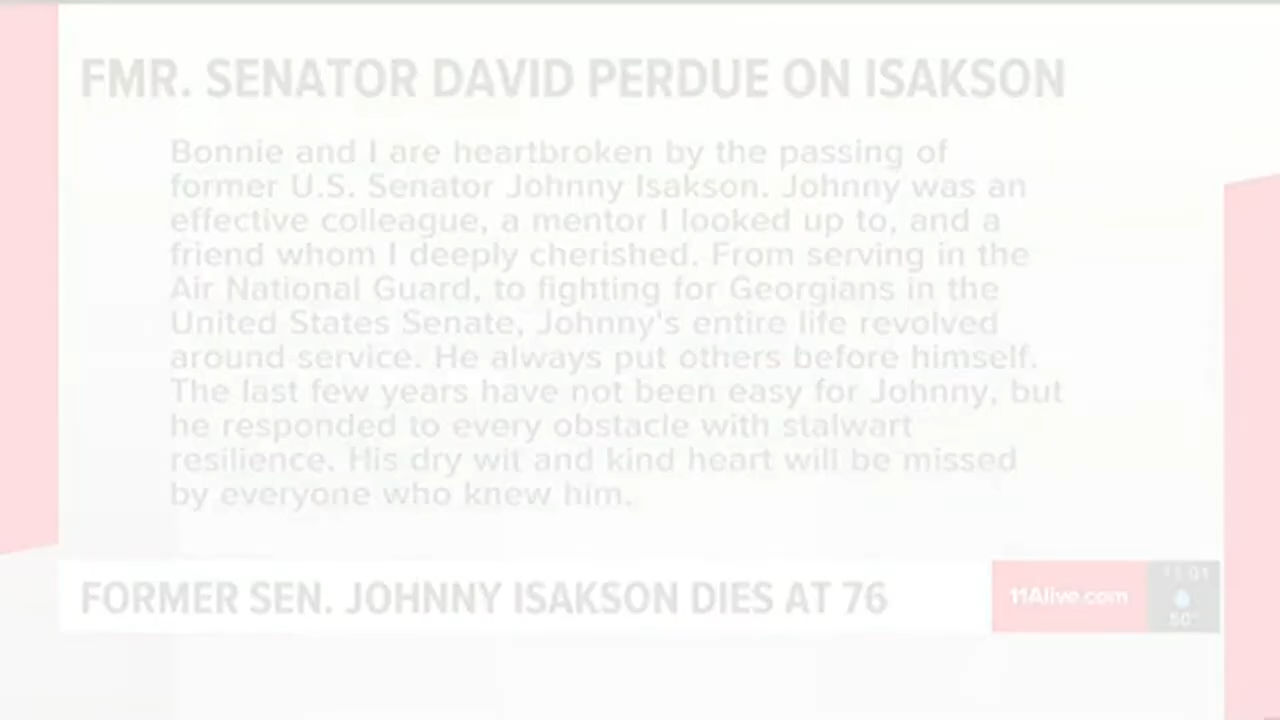 FMR. SENATOR DAVID PERDUE ON ISAKSON
Bonnie and I are heartbroken by the passing of
former U.S. Senator Johnny Isakson. Johnny was an
effective colleague, a mentor I looked up to, and a
friend whom I deeply cherished. From serving in the
Air National Guard, to fighting for Georgians in the
United States Senate, Johnny's entire life revolved
around service. He always put others before himself.
The last few years have not been easy for Johnny, but
he responded to every obstacle with stalwart
resilience. His dry wit and kind heart will be missed
by everyone who knew him.
FORMER SEN. JOHNNY ISAKSON DIES AT 76
11Alive.com
11:01
50°